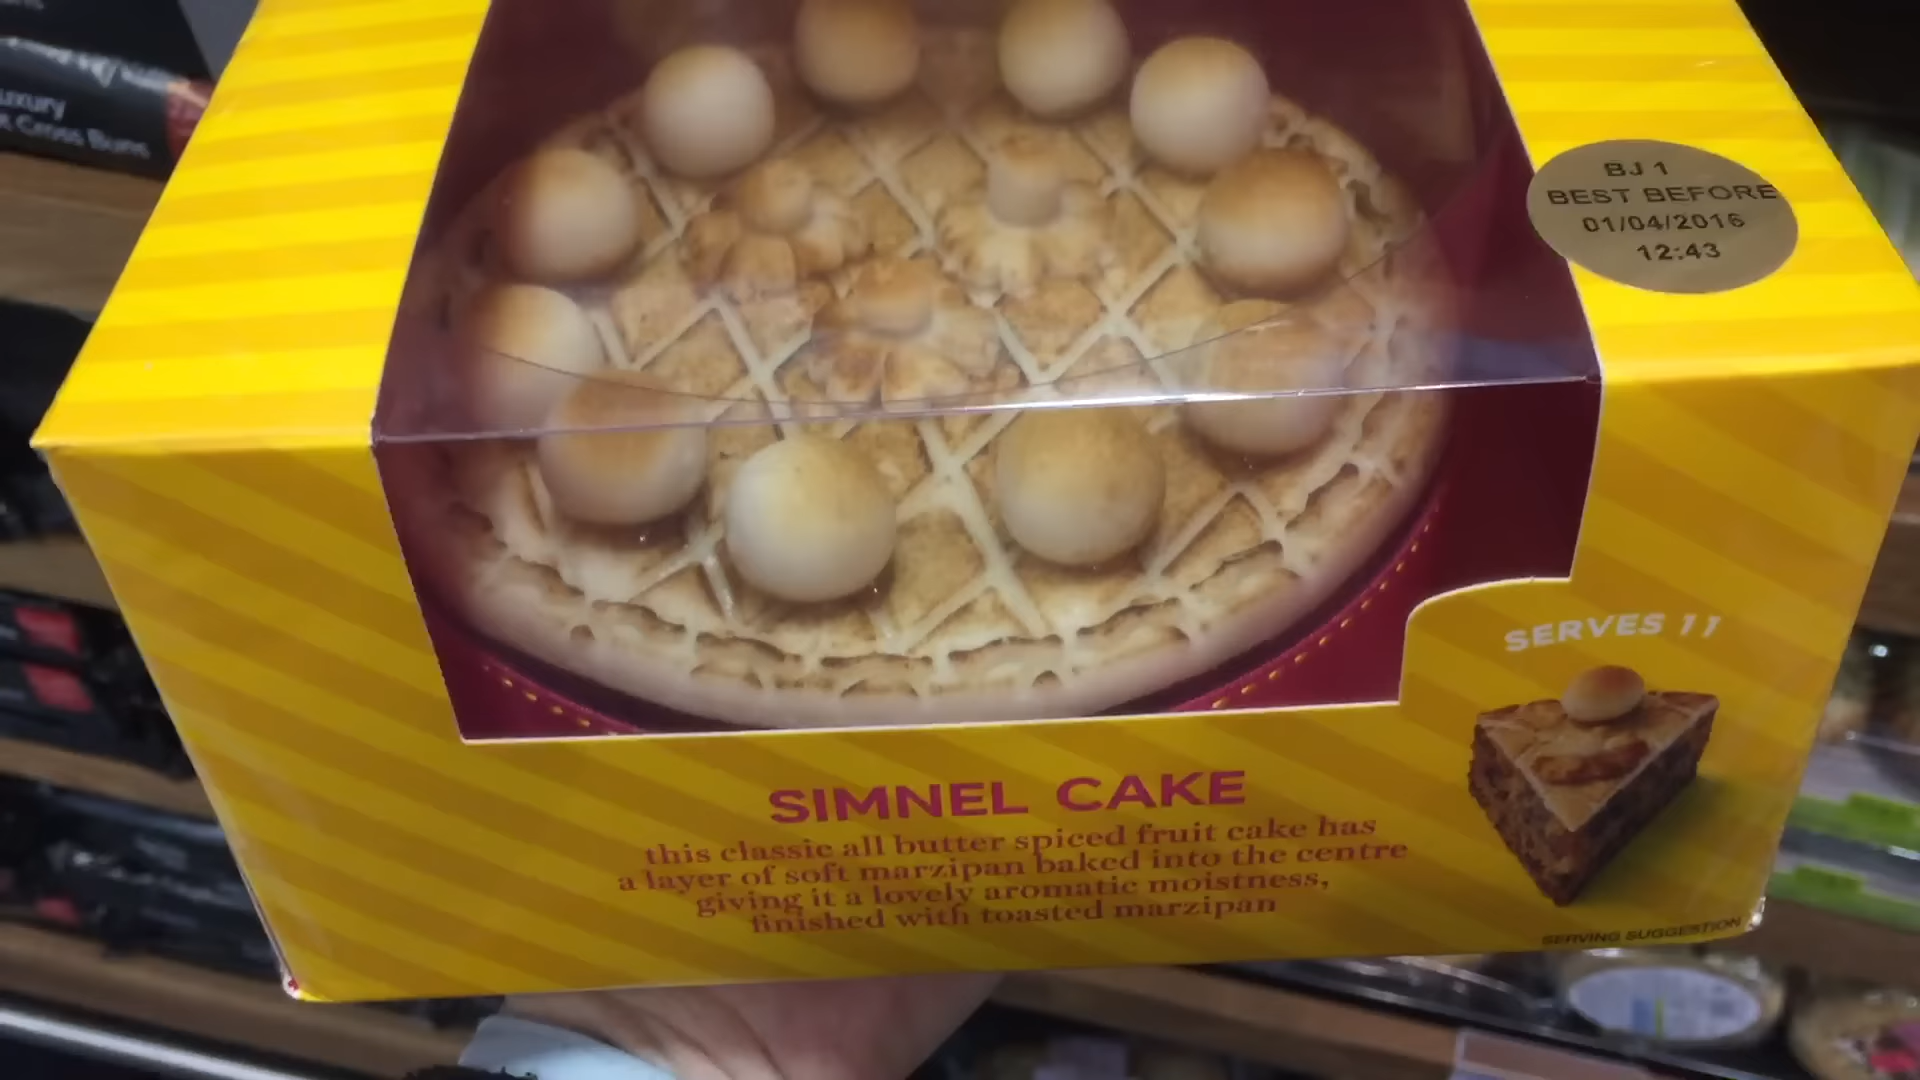 Cross Buns
BJ 1
BEST BEFORE
01/04/2016
12:43
SERVES 11
SIMNEL CAKE
this classic all butter spiced fruit cake has
a layer of soft marzipan baked into the centre
giving it a lovely aromatic moistness,
finished with toasted marzipan
SERVING SUGGESTION